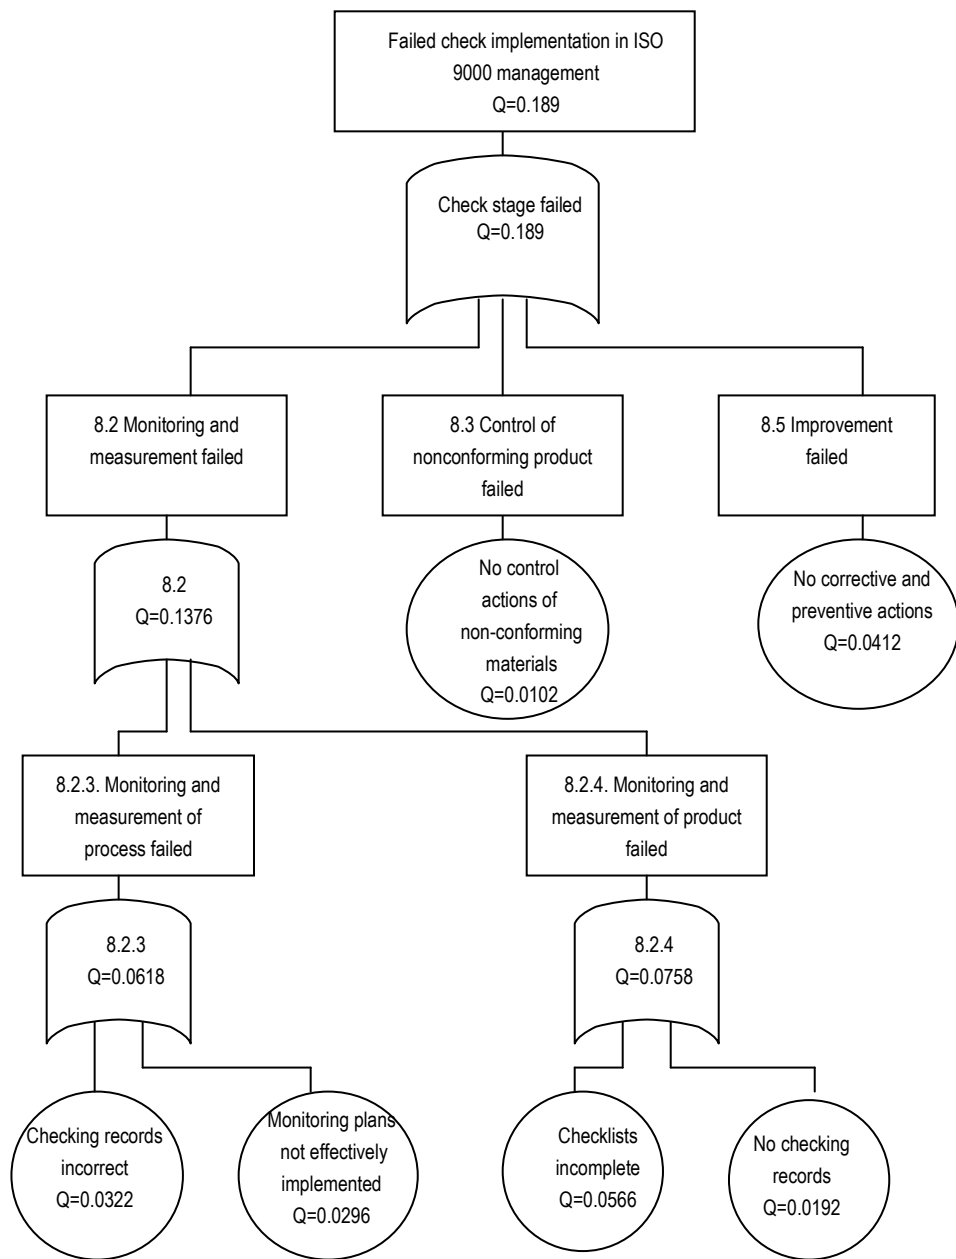 Failed check implementation in ISO
9000 management
Q=0.189
Check stage failed
Q=0.189
8.2 Monitoring and
measurement failed
8.3 Control of
nonconforming product
failed
8.5 Improvement
failed
8.2
Q=0.1376
No control
actions of
non-conforming
materials
Q=0.0102
No corrective and
preventive actions
Q=0.0412
8.2.3. Monitoring and
measurement of
process failed
8.2.4. Monitoring and
measurement of product
failed
8.2.3
Q=0.0618
8.2.4
Q=0.0758
Checking records
incorrect
Q=0.0322
Monitoring plans
not effectively
implemented
Q=0.0296
Checklists
incomplete
Q=0.0566
No checking
records
Q=0.0192